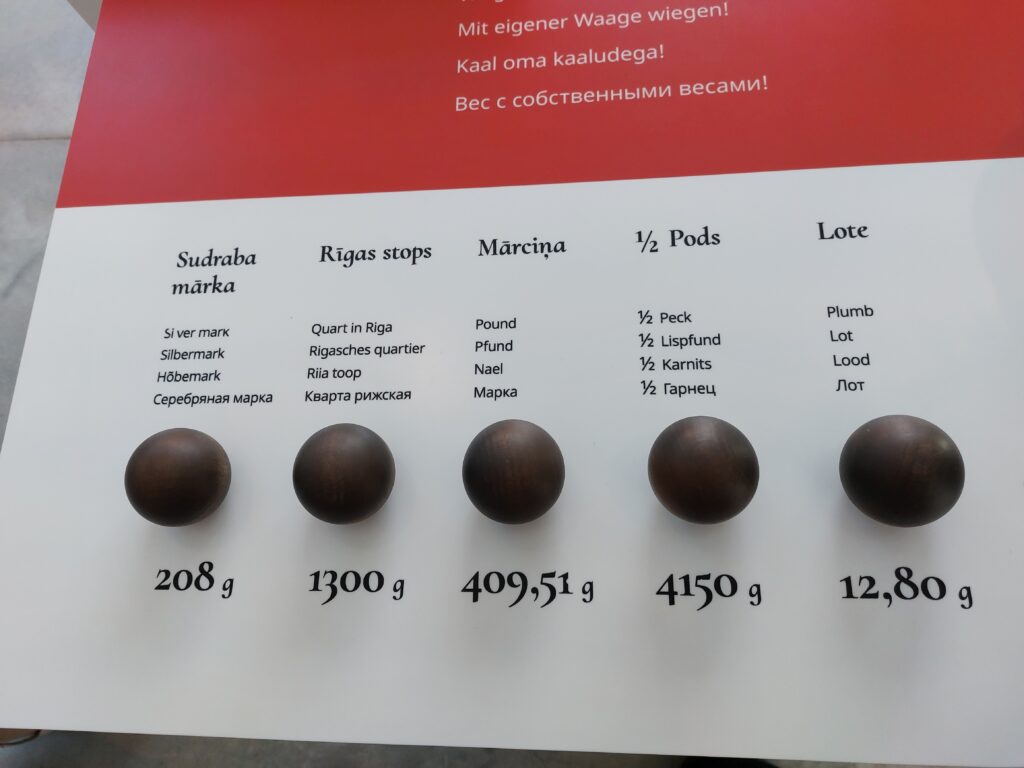 Mit eigener Waage wiegen!
Kaal oma kaaludega!
Вес с собственными весами!
Sudraba
mārka
Si ver mark
Silbermark
Hõbemark
Серебряная марка
208 g
Rīgas stops
Quart in Riga
Rigasches quartier
Riia toop
Кварта рижская
1300 g
Mārciņa
Pound
Pfund
Nael
Марка
409,51 g
½ Pods
½ Peck
½ Lispfund
½ Karnits
½ Гарнец
4150 g
Lote
Plumb
Lot
Lood
Лот
12,80 g